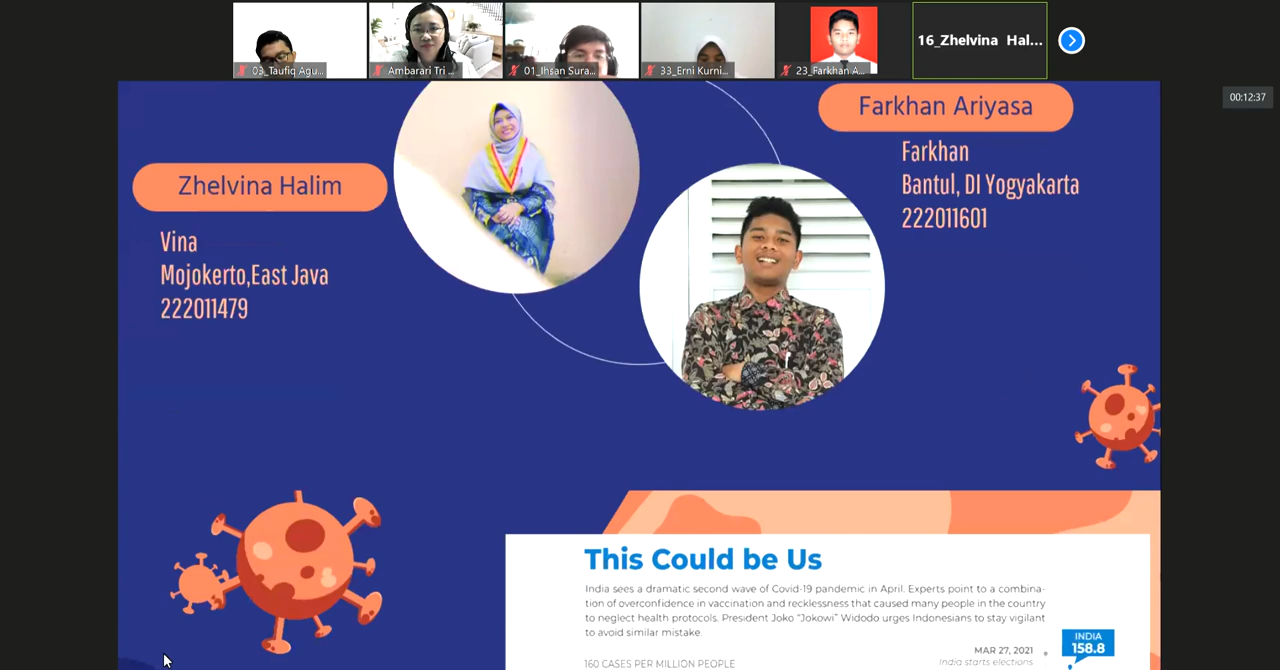 03_Taufiq Agu...
Ambarari Tri ...
01_Ihsan Sura...
33_Erni Kurni...
23_Farkhan A...
16_Zhelvina Hal...
00:12:37
Zhelvina Halim
Vina
Mojokerto,East Java
222011479
Farkhan Ariyasa
Farkhan
Bantul, DI Yogyakarta
222011601
This Could be Us
India sees a dramatic second wave of Covid-19 pandemic in April. Experts point to a combina-
tion of overconfidence in vaccination and recklessness that caused many people in the country
to neglect health protocols. President Joko "Jokowi" Widodo urges Indonesians to stay vigilant
to avoid similar mistake.
160 CASES PER MILLION PEOPLE
MAR 27, 2021
India starts elections
INDIA
158.8